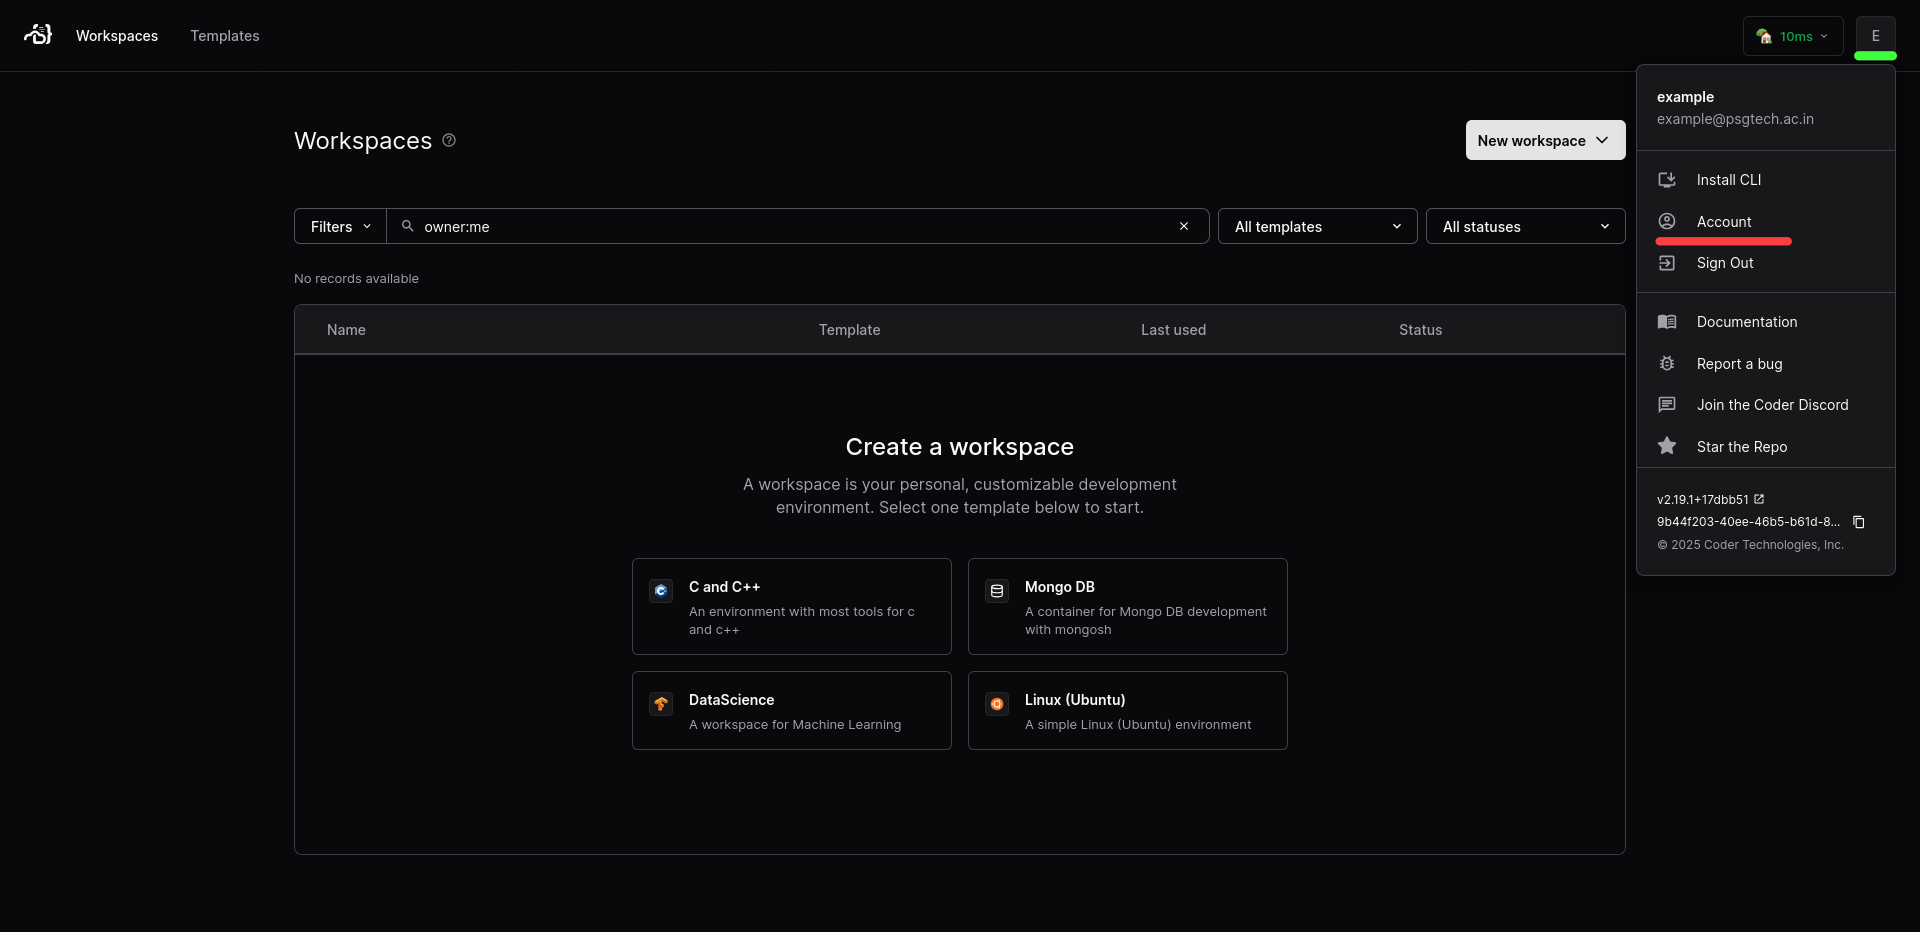 Workspaces
Templates
10ms
E
example
example@psgtech.ac.in
Install CLI
Account
Sign Out
Documentation
Report a bug
Join the Coder Discord
Star the Repo
v2.19.1+17dbb51
9b44f203-40ee-46b5-b61d-8...
© 2025 Coder Technologies, Inc.
Workspaces
New workspace
Filters
owner:me
All templates
All statuses
No records available
Name
Template
Last used
Status
Create a workspace
A workspace is your personal, customizable development
environment. Select one template below to start.
C and C++
An environment with most tools for c
and c++
Mongo DB
A container for Mongo DB development
with mongosh
DataScience
A workspace for Machine Learning
Linux (Ubuntu)
A simple Linux (Ubuntu) environment